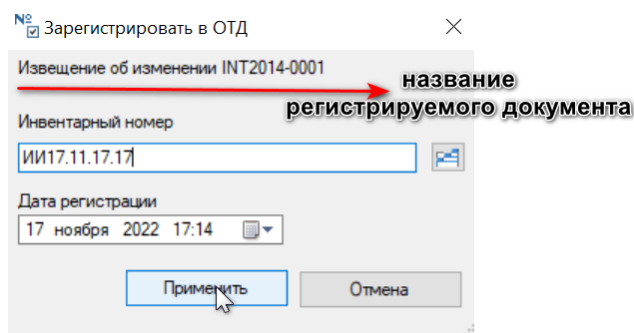 № Зарегистрировать в ОТД
Извещение об изменении INT2014-0001
название
регистрируемого документа
Инвентарный номер
ИИ17.11.17.17
Дата регистрации
17 ноября 2022 17:14
Применить Отмена